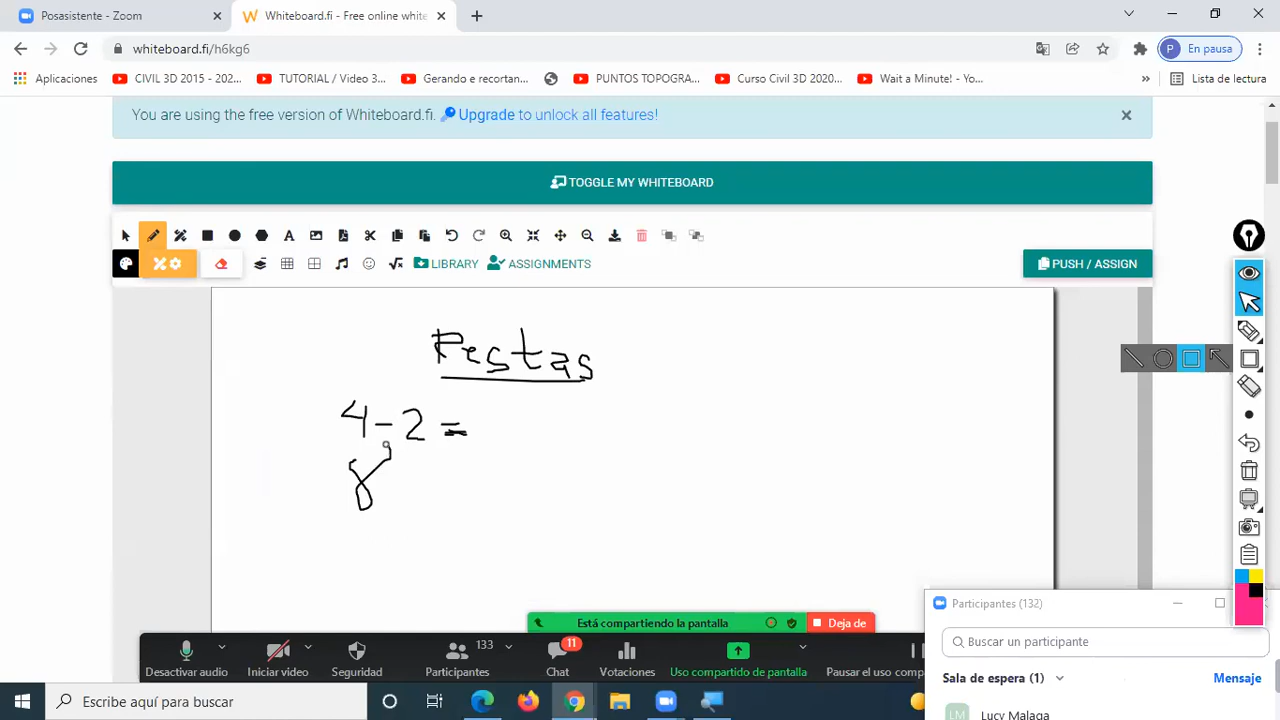 Posasistente - Zoom
Whiteboard.fi - Free online white
whiteboard.fi/h6kg6
En pausa
Aplicaciones
CIVIL 3D 2015 - 202...
TUTORIAL / Video 3...
Gerando e recortan...
PUNTOS TOPOGRA...
Curso Civil 3D 2020...
Wait a Minute! - Yo...
»
Lista de lectura
You are using the free version of Whiteboard.fi. Upgrade to unlock all features!
TOGGLE MY WHITEBOARD
LIBRARY
ASSIGNMENTS
PUSH / ASSIGN
Restas
4-2=
8
Está compartiendo la pantalla
Deja de
Participantes (132)
Buscar un participante
Sala de espera (1)
Mensaje
LM
Lucy Malaga
133
11
Desactivar audio
Iniciar video
Seguridad
Participantes
Chat
Votaciones
Uso compartido de pantalla
Pausar el uso compar
Escribe aquí para buscar